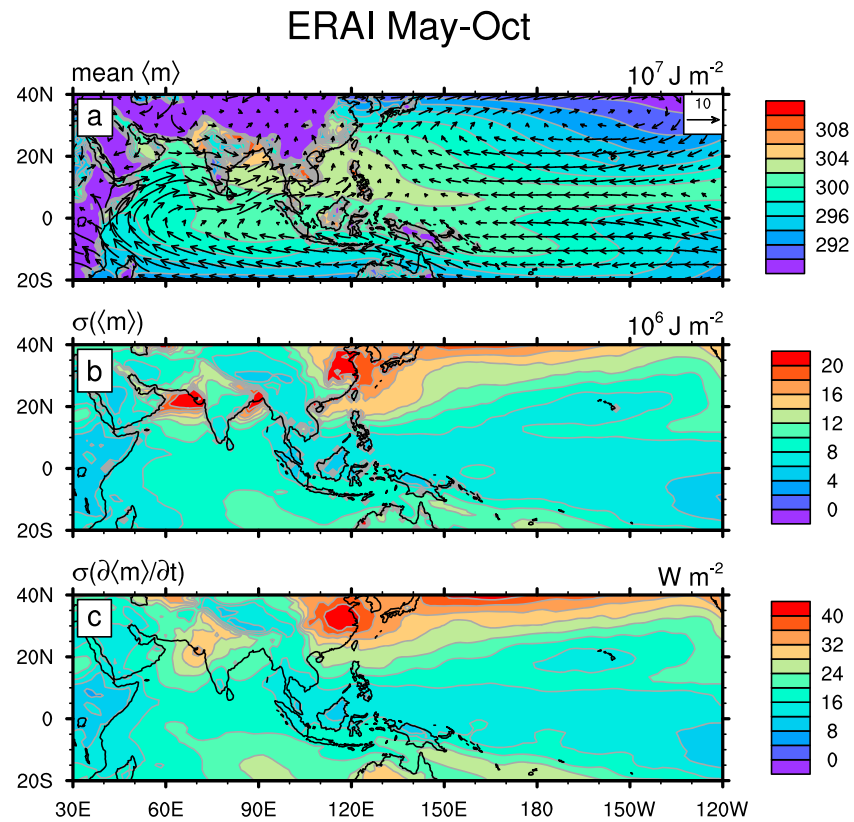 ERAI May-Oct
mean ⟨m⟩ 10⁷ J m⁻²
40N
20N
0
20S
a
10
308
304
300
296
292
σ(⟨m⟩) 10⁶ J m⁻²
40N
20N
0
20S
b
20
16
12
8
4
0
σ(∂⟨m⟩/∂t) W m⁻²
40N
20N
0
20S
c
40
32
24
16
8
0
30E 60E 90E 120E 150E 180 150W 120W